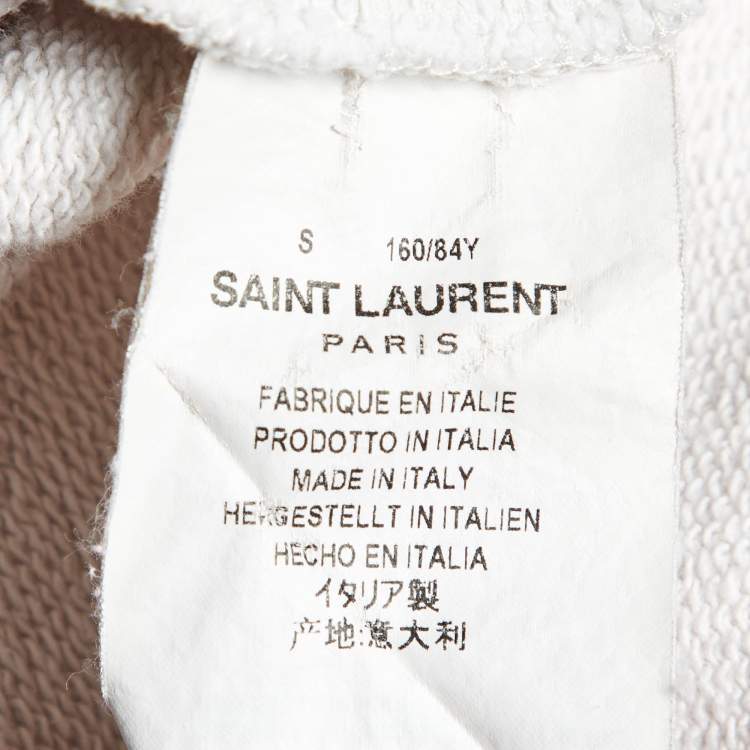 S 160/84Y
SAINT LAURENT
PARIS
FABRIQUE EN ITALIE
PRODOTTO IN ITALIA
MADE IN ITALY
HERGESTELLT IN ITALIEN
HECHO EN ITALIA
イタリア製
产地:意大利